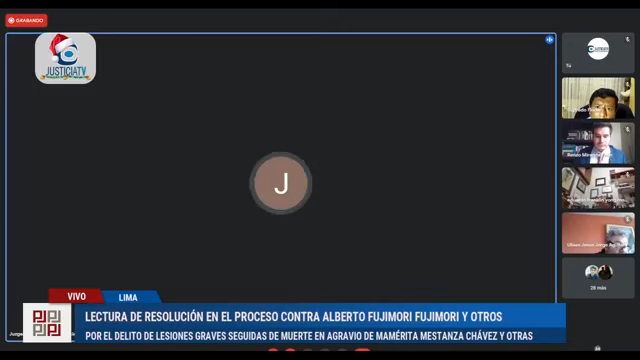 GRABANDO
JUSTICIATV
J
Tú
28 más
VIVO
LIMA
LECTURA DE RESOLUCIÓN EN EL PROCESO CONTRA ALBERTO FUJIMORI FUJIMORI Y OTROS
POR EL DELITO DE LESIONES GRAVES SEGUIDAS DE MUERTE EN AGRAVIO DE MAMÉRITA MESTANZA CHÁVEZ Y OTRAS